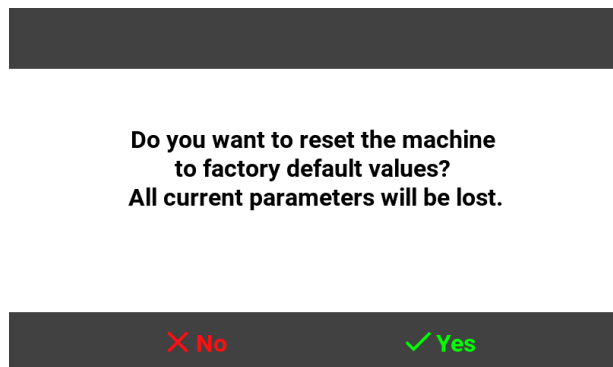 Do you want to reset the machine
to factory default values?
All current parameters will be lost.
No Yes